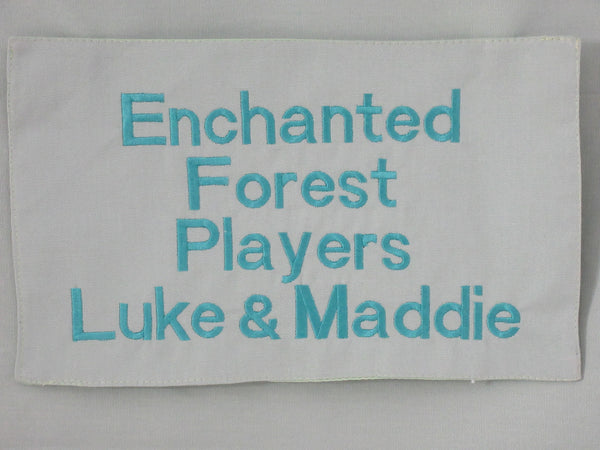 Enchanted
Forest
Players
Luke & Maddie